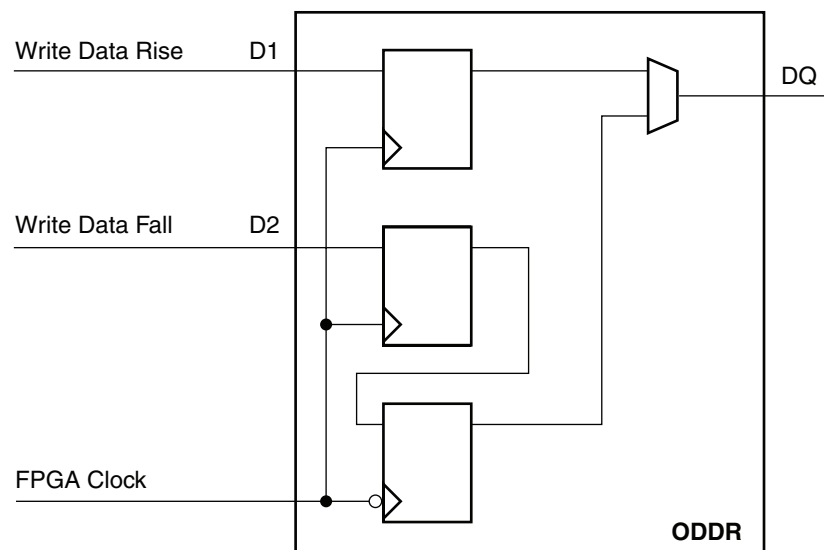 Write Data Rise D1
DQ
Write Data Fall D2
FPGA Clock
ODDR